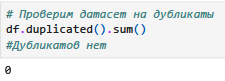 # Проверим датасет на дубликаты
df.duplicated().sum()
#Дубликатов нет
0